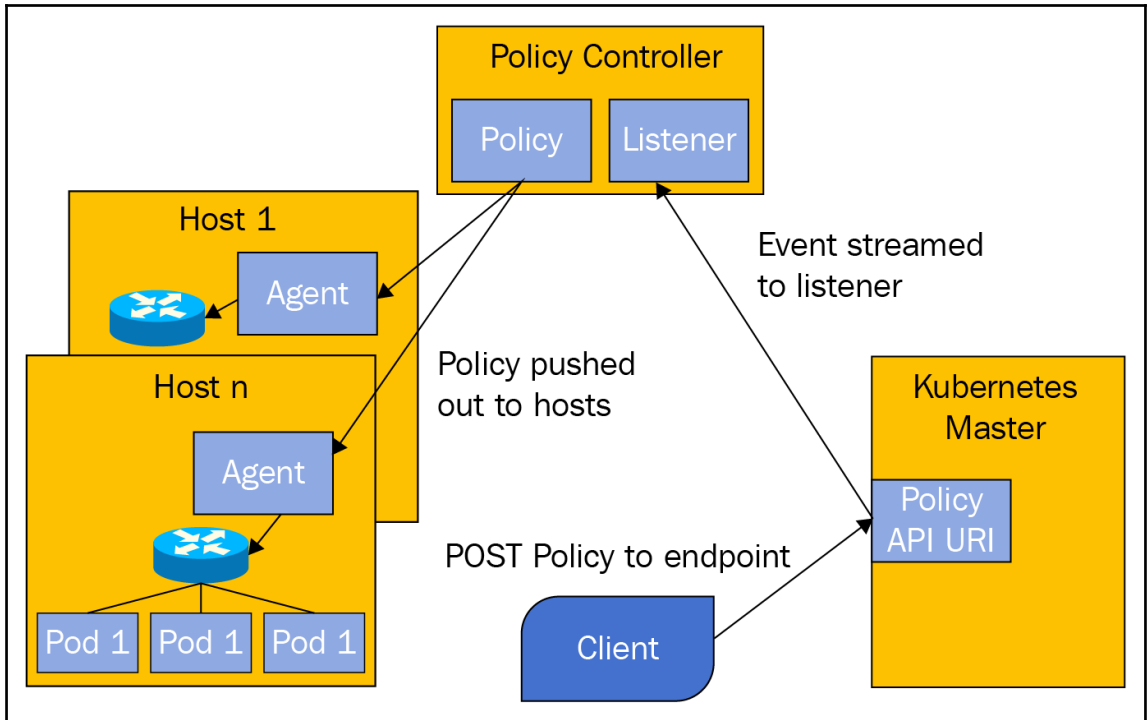 Policy Controller
Policy
Listener
Host 1
Agent
Event streamed
to listener
Host n
Agent
Policy pushed
out to hosts
Kubernetes
Master
Policy
API URI
POST Policy to endpoint
Client
Pod 1
Pod 1
Pod 1